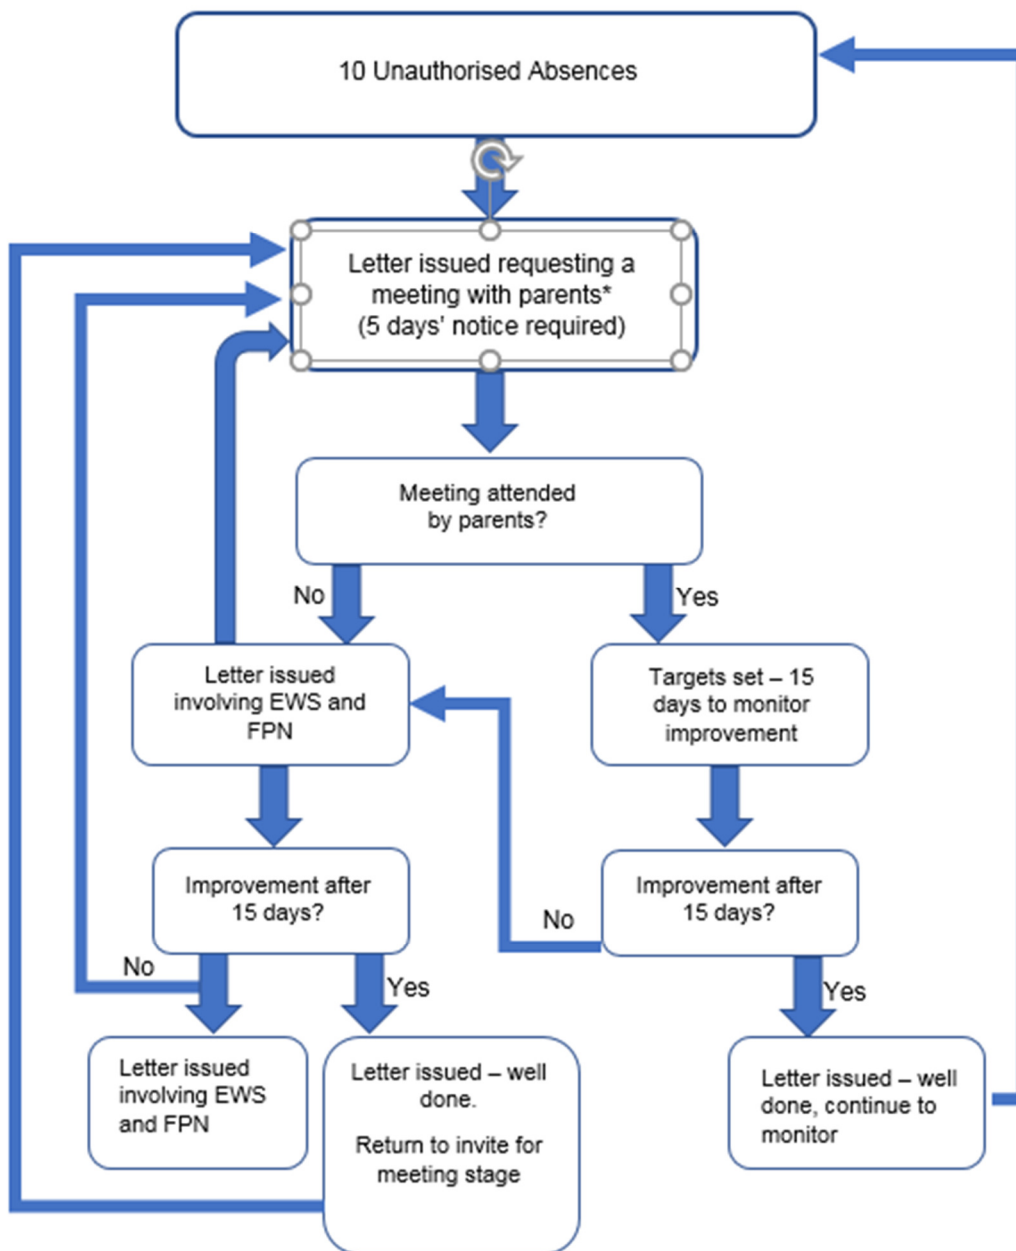 10 Unauthorised Absences
Letter issued requesting a
meeting with parents*
(5 days' notice required)
Meeting attended
by parents?
No
Yes
Letter issued
involving EWS and
FPN
Targets set – 15
days to monitor
improvement
Improvement after
15 days?
Improvement after
15 days?
No
No
Yes
Yes
Letter issued
involving EWS
and FPN
Letter issued – well
done.
Return to invite for
meeting stage
Letter issued – well
done, continue to
monitor